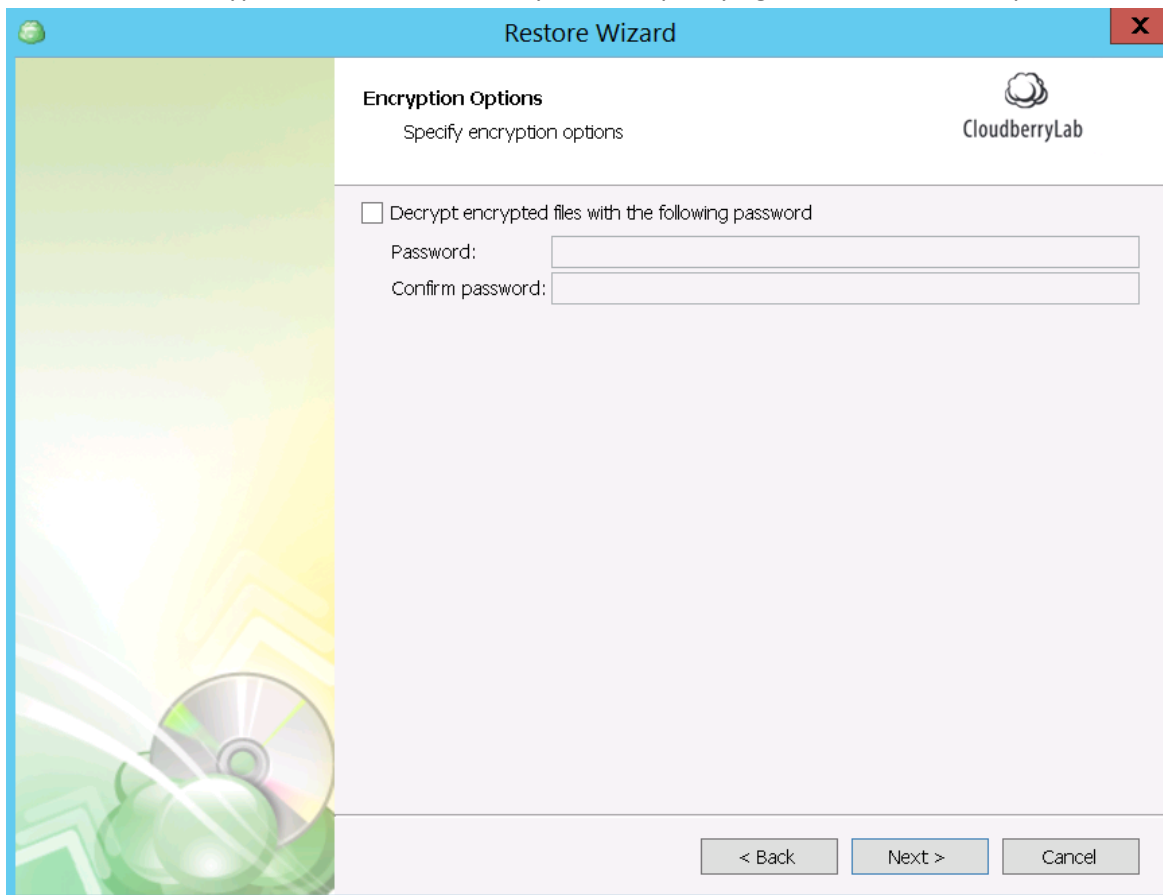 Restore Wizard
X
Encryption Options
Specify encryption options
CloudberryLab
Decrypt encrypted files with the following password
Password:
Confirm password:
< Back
Next >
Cancel